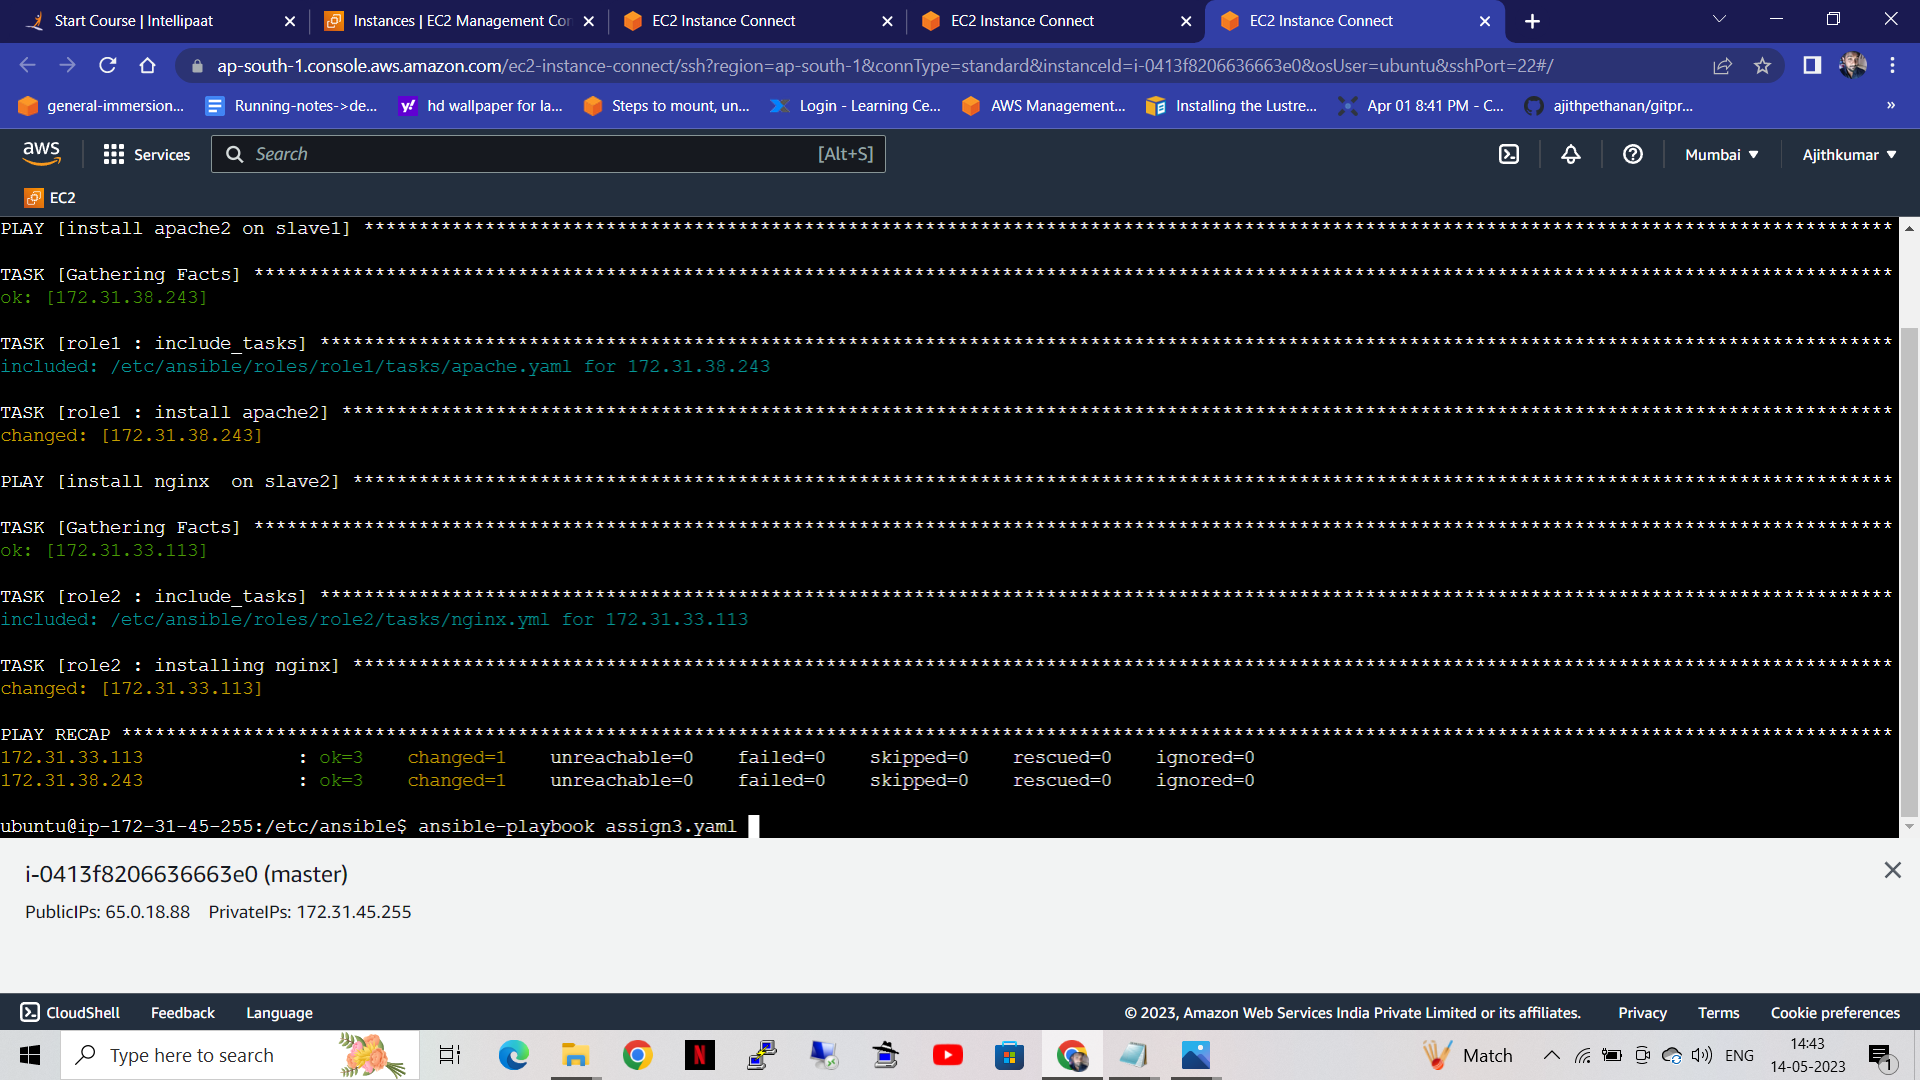 Start Course | Intellipaat
Instances | EC2 Management Con
EC2 Instance Connect
EC2 Instance Connect
EC2 Instance Connect
ap-south-1.console.aws.amazon.com/ec2-instance-connect/ssh?region=ap-south-1&connType=standard&instanceId=i-0413f8206636663e0&osUser=ubuntu&sshPort=22#/
general-immersion...
Running-notes->de...
hd wallpaper for la...
Steps to mount, un...
Login - Learning Ce...
AWS Management...
Installing the Lustre...
Apr 01 8:41 PM - C...
ajithpethanan/gitpr...
»
aws
Services
Search
[Alt+S]
Mumbai
Ajithkumar
EC2
PLAY [install apache2 on slave1] ********************************************************************************************************************************************
TASK [Gathering Facts] ******************************************************************************************************************************************************
ok: [172.31.38.243]
TASK [role1 : include_tasks] ************************************************************************************************************************************************
included: /etc/ansible/roles/role1/tasks/apache.yaml for 172.31.38.243
TASK [role1 : install apache2] **********************************************************************************************************************************************
changed: [172.31.38.243]
PLAY [install nginx  on slave2] *********************************************************************************************************************************************
TASK [Gathering Facts] ******************************************************************************************************************************************************
ok: [172.31.33.113]
TASK [role2 : include_tasks] ************************************************************************************************************************************************
included: /etc/ansible/roles/role2/tasks/nginx.yml for 172.31.33.113
TASK [role2 : installing nginx] *********************************************************************************************************************************************
changed: [172.31.33.113]
PLAY RECAP ******************************************************************************************************************************************************************
172.31.33.113              : ok=3    changed=1    unreachable=0    failed=0    skipped=0    rescued=0    ignored=0
172.31.38.243              : ok=3    changed=1    unreachable=0    failed=0    skipped=0    rescued=0    ignored=0
ubuntu@ip-172-31-45-255:/etc/ansible$ ansible-playbook assign3.yaml
i-0413f8206636663e0 (master)
PublicIPs: 65.0.18.88    PrivateIPs: 172.31.45.255
CloudShell
Feedback
Language
© 2023, Amazon Web Services India Private Limited or its affiliates.
Privacy
Terms
Cookie preferences
Type here to search
Match
ENG
14:43
14-05-2023
1